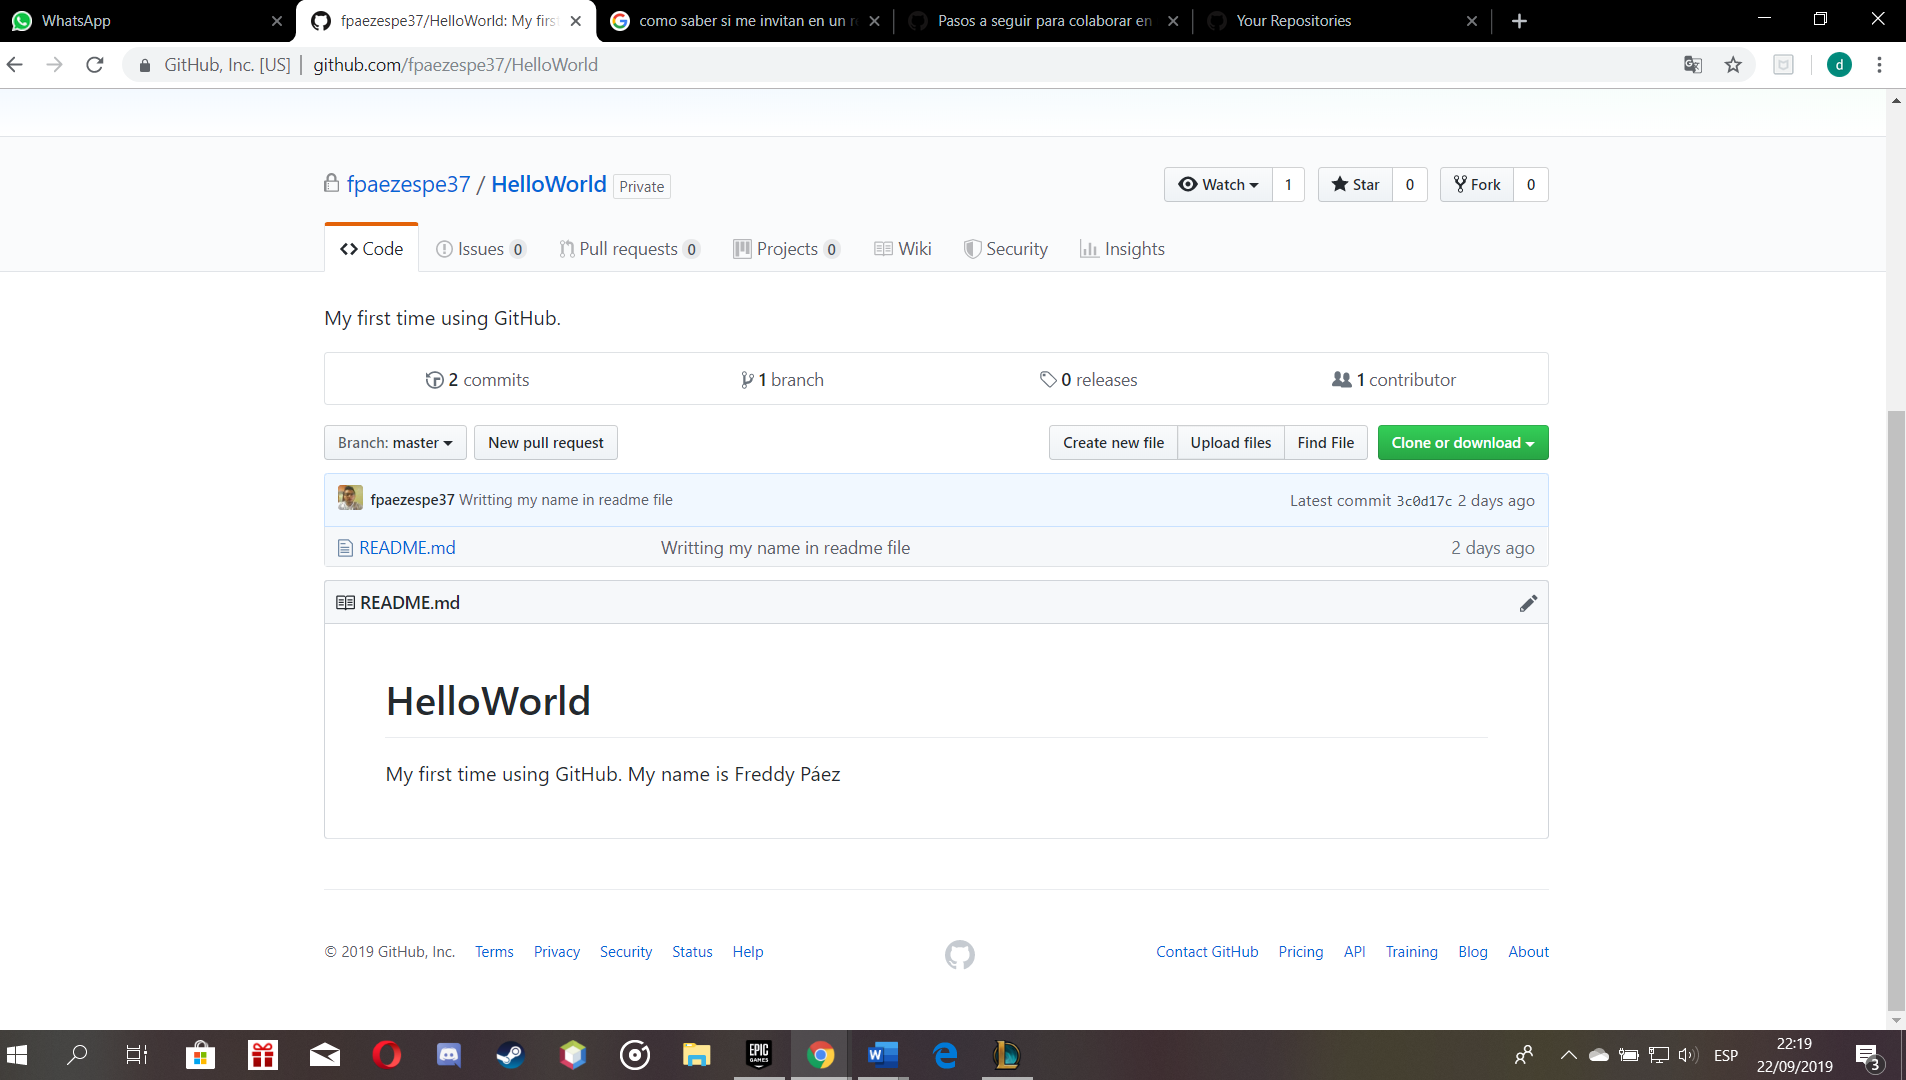 WhatsApp
fpaezespe37/HelloWorld: My firs
como saber si me invitan en un r
Pasos a seguir para colaborar en
Your Repositories
GitHub, Inc. [US] | github.com/fpaezespe37/HelloWorld
d
fpaezespe37 / HelloWorld Private
Watch 1 Star 0 Fork 0
Code Issues 0 Pull requests 0 Projects 0 Wiki Security Insights
My first time using GitHub.
2 commits 1 branch 0 releases 1 contributor
Branch: master New pull request Create new file Upload files Find File Clone or download
fpaezespe37 Writting my name in readme file Latest commit 3c0d17c 2 days ago
README.md Writting my name in readme file 2 days ago
README.md
HelloWorld
My first time using GitHub. My name is Freddy Páez
© 2019 GitHub, Inc. Terms Privacy Security Status Help Contact GitHub Pricing API Training Blog About
EPIC
GAMES
W
ESP
22:19
22/09/2019
3